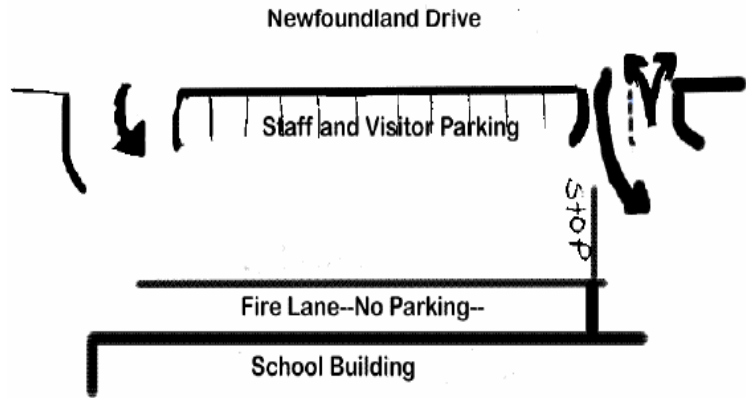 Newfoundland Drive
Staff and Visitor Parking
Stop
Fire Lane--No Parking--
School Building